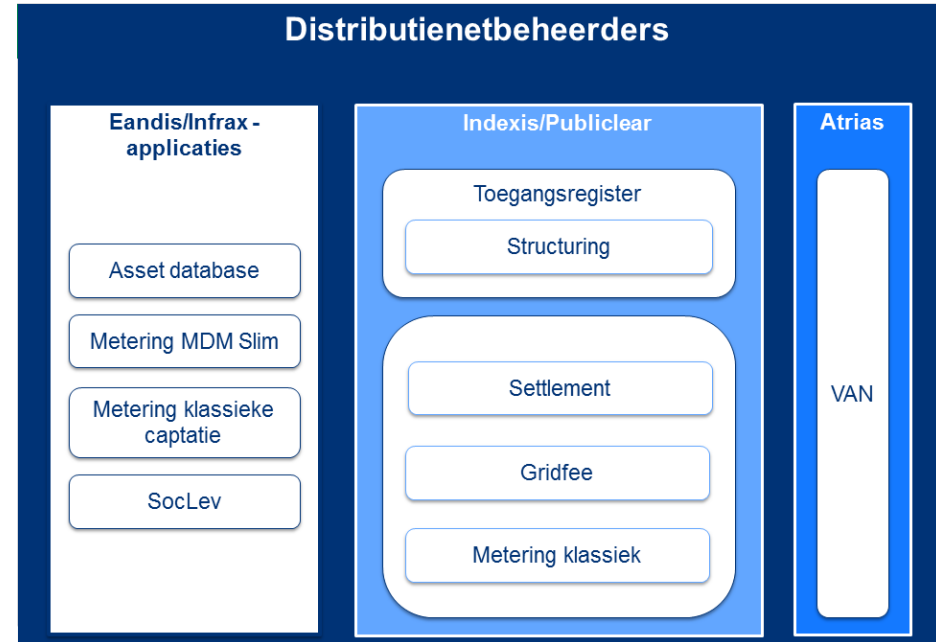 Distributienetbeheerders
Eandis/Infrax -
applicaties
Asset database
Metering MDM Slim
Metering klassieke
captatie
SocLev
Indexis/Publiclear
Toegangsregister
Structuring
Settlement
Gridfee
Metering klassiek
Atrias
VAN